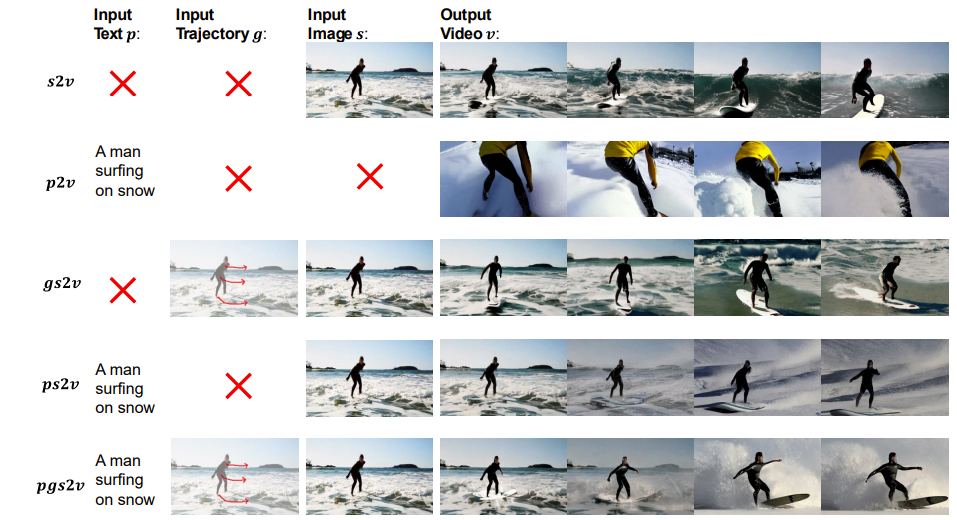 Input Text p:
Input Trajectory g:
Input Image s:
Output Video v:
s2v
p2v
A man
surfing
on snow
gs2v
ps2v
A man
surfing
on snow
pgs2v
A man
surfing
on snow